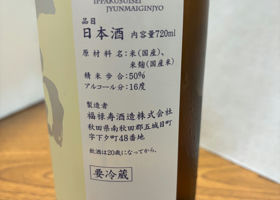 IPPAKUSUISEI
JYUNMAIGINJYO
品目
日本酒 内容量720ml
原材料名：米(国産)、
米麹(国産米)
精米歩合：50%
アルコール分：16度
製造者
福禄寿酒造株式会社
秋田県南秋田郡五城目町
字下夕町48番地
飲酒は20歳になってから。
要冷蔵